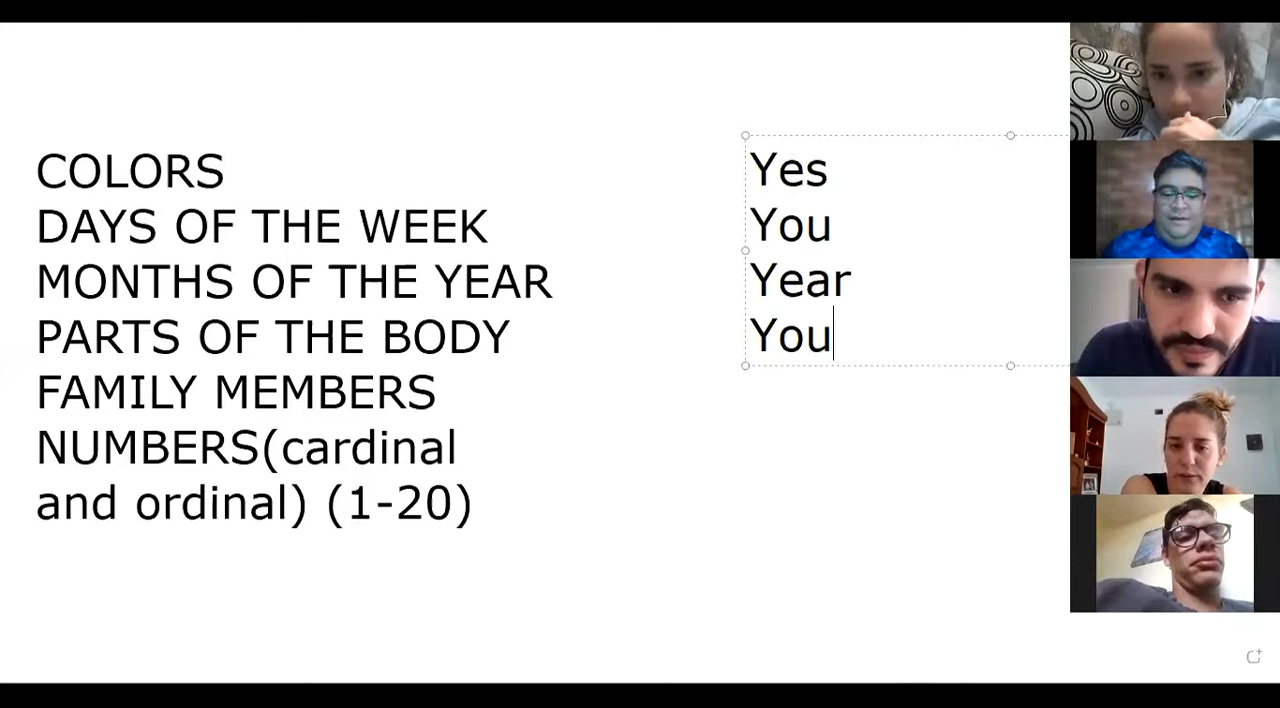 COLORS
DAYS OF THE WEEK
MONTHS OF THE YEAR
PARTS OF THE BODY
FAMILY MEMBERS
NUMBERS(cardinal
and ordinal) (1-20)
Yes
You
Year
You